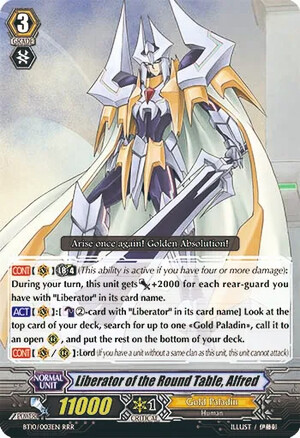 3
GRADE
Arise once again! Golden Absolution!
CONT [(V)]:LB4 (This ability is active if you have four or more damage):
During your turn, this unit gets +2000 for each rear-guard you
have with "Liberator" in its card name.
ACT [(V)]:[②-card with "Liberator" in its card name] Look at the
top card of your deck, search for up to one «Gold Paladin», call it to
an open (R), and put the rest on the bottom of your deck.
CONT [(V)/(R)]:Lord (If you have a unit without a same clan as this unit, this unit cannot attack)
NORMAL
UNIT
Liberator of the Round Table, Alfred
POWER
11000
1
CRITICAL
Gold Paladin
Human
BT10/003EN RRR
ILLUST / 伊藤彰